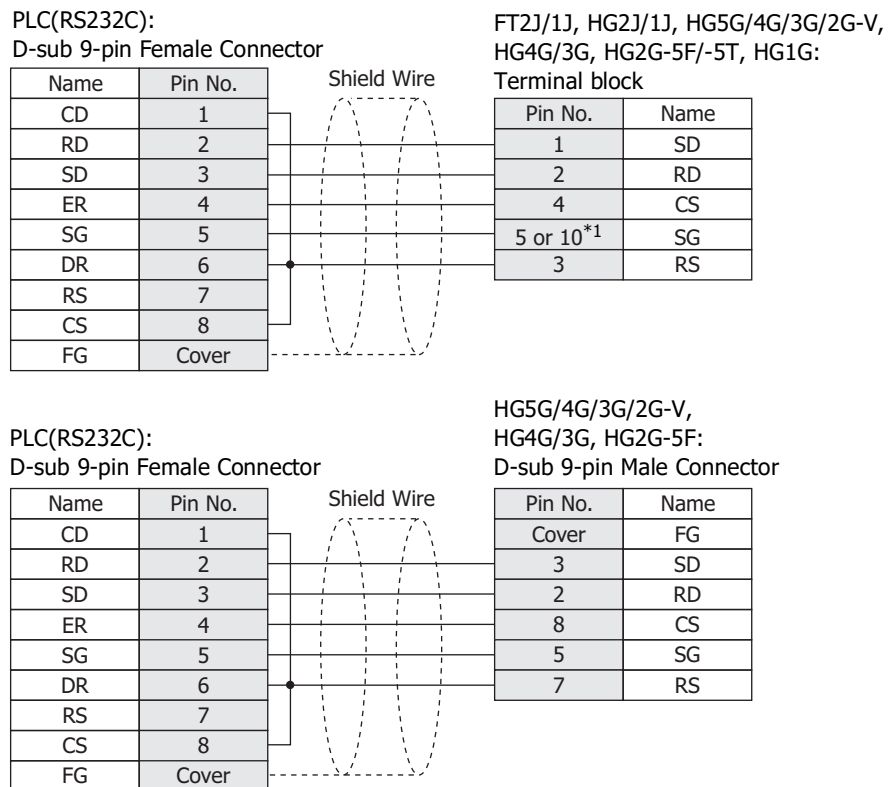 PLC(RS232C):
D-sub 9-pin Female Connector
FT2J/1J, HG2J/1J, HG5G/4G/3G/2G-V,
HG4G/3G, HG2G-5F/-5T, HG1G:
Terminal block
Name Pin No.
CD 1
RD 2
SD 3
ER 4
SG 5
DR 6
RS 7
CS 8
FG Cover
Shield Wire
Pin No. Name
1 SD
2 RD
4 CS
5 or 10*1 SG
3 RS
PLC(RS232C):
D-sub 9-pin Female Connector
HG5G/4G/3G/2G-V,
HG4G/3G, HG2G-5F:
D-sub 9-pin Male Connector
Name Pin No.
CD 1
RD 2
SD 3
ER 4
SG 5
DR 6
RS 7
CS 8
FG Cover
Shield Wire
Pin No. Name
Cover FG
3 SD
2 RD
8 CS
5 SG
7 RS